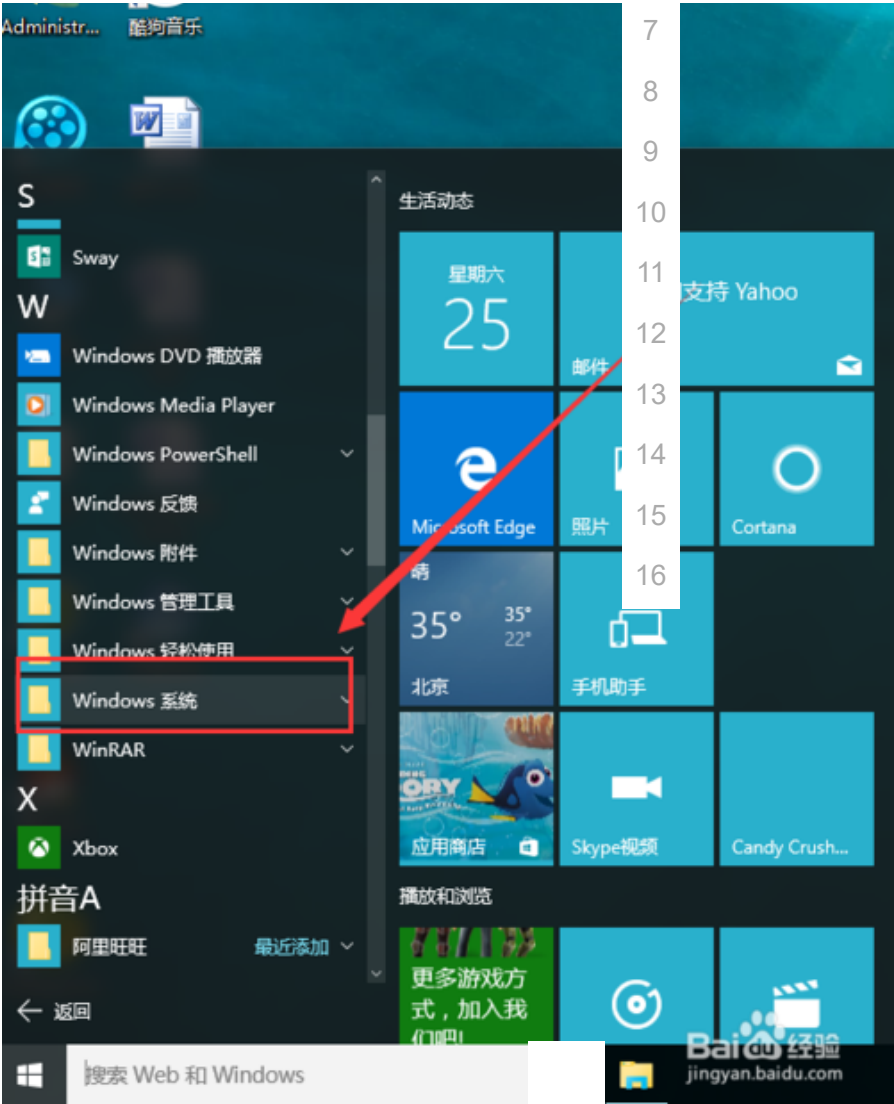 Administr...
酷狗音乐
7
8
9
10
11
12
13
14
15
16
S
Sway
W
Windows DVD 播放器
Windows Media Player
Windows PowerShell
Windows 反馈
Windows 附件
Windows 管理工具
Windows 轻松使用
Windows 系统
WinRAR
X
Xbox
拼音A
阿里旺旺 最近添加
返回
搜索 Web 和 Windows
生活动态
星期六
25
支持 Yahoo
邮件
Microsoft Edge
照片
Cortana
晴
35° 35°
22°
北京
手机助手
DORY
应用商店
Skype视频
Candy Crush...
播放和浏览
更多游戏方
式，加入我
们吧!
Baidu 经验
jingyan.baidu.com